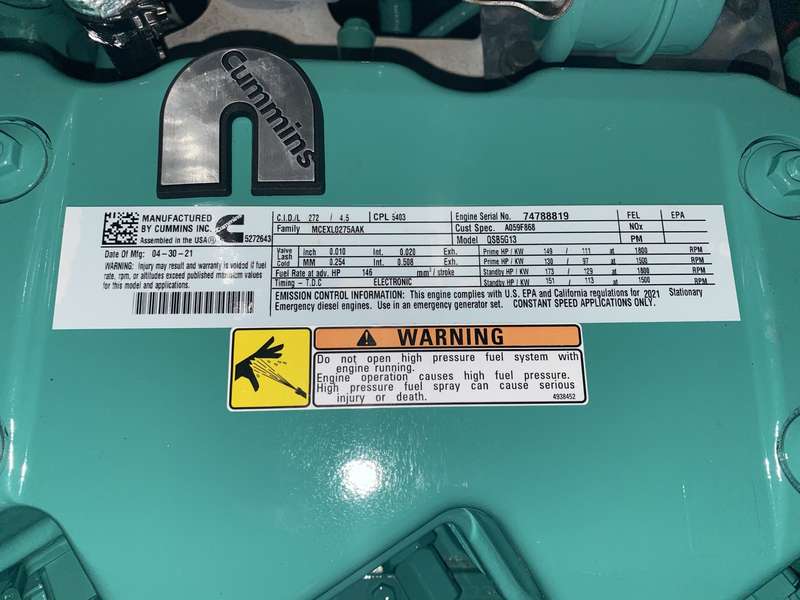 Cummins
MANUFACTURED BY CUMMINS INC.
Assembled in the USA
5272643
Date Of Mfg: 04-30-21
WARNING: Injury may result and warranty is voided if fuel
rate, rpm, or altitudes exceed published maximum values
for this model and applications.
C.I.D./L 272 / 4.5 CPL 5403 Engine Serial No. 74788819 FEL EPA
Family MCEXL0275AAK Cust Spec. A059F868 NOx
Model QSB5G13 PM
Valve Lash Cold inch 0.010 Int. 0.020 Exh. Prime HP / KW 149 / 111 at 1800 RPM
MM 0.254 Int. 0.508 Exh. Prime HP / KW 130 / 97 at 1500 RPM
Fuel Rate at adv. HP 146 mm³/stroke Standby HP / KW 173 / 129 at 1800 RPM
Timing - T.D.C ELECTRONIC Standby HP / KW 151 / 113 at 1500 RPM
EMISSION CONTROL INFORMATION: This engine complies with U.S. EPA and California regulations for 2021 Stationary
Emergency diesel engines. Use in an emergency generator set. CONSTANT SPEED APPLICATIONS ONLY.
WARNING
Do not open high pressure fuel system with
engine running.
Engine operation causes high fuel pressure.
High pressure fuel spray can cause serious
injury or death.
4938452